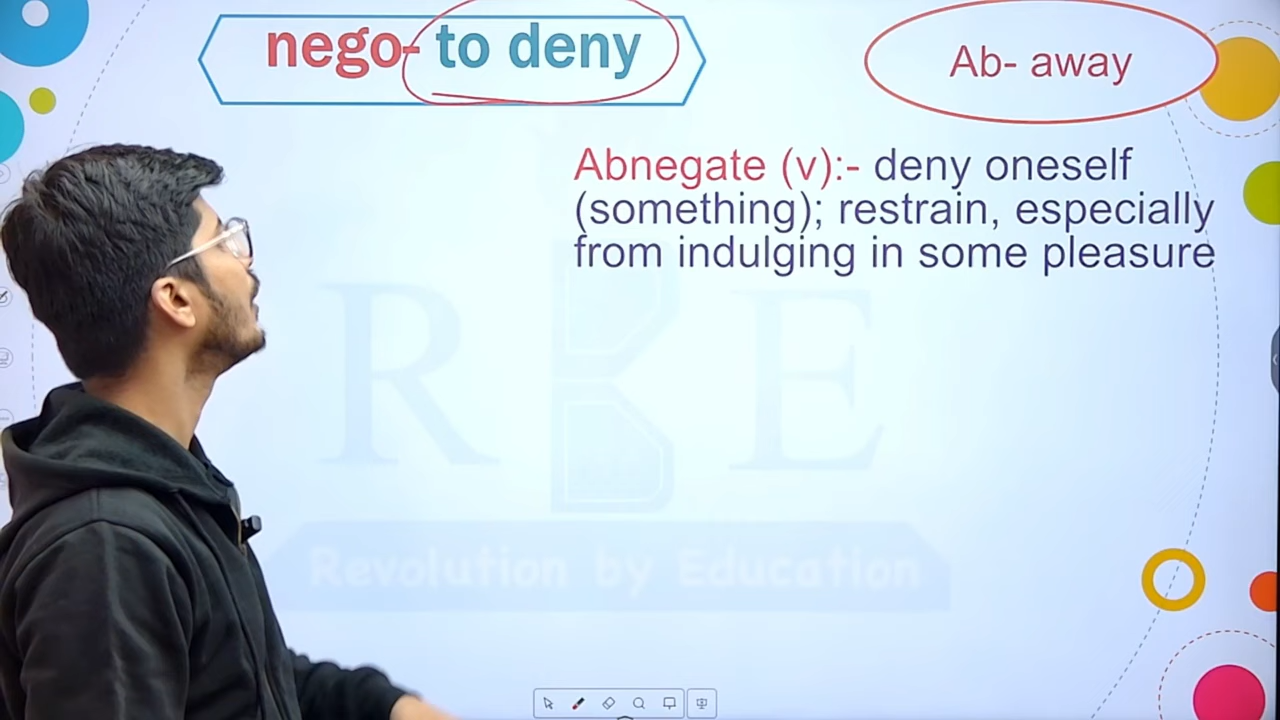 nego- to deny
Ab- away
Abnegate (v):- deny oneself
(something); restrain, especially
from indulging in some pleasure
R B E
Revolution by Education